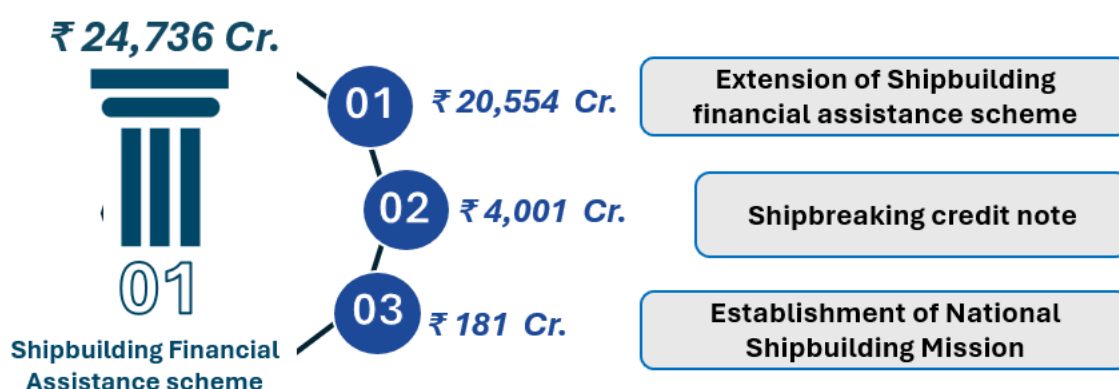 ₹ 24,736 Cr.
01
Shipbuilding Financial
Assistance scheme
01
₹ 20,554 Cr.
Extension of Shipbuilding
financial assistance scheme
02
₹ 4,001 Cr.
Shipbreaking credit note
03
₹ 181 Cr.
Establishment of National
Shipbuilding Mission